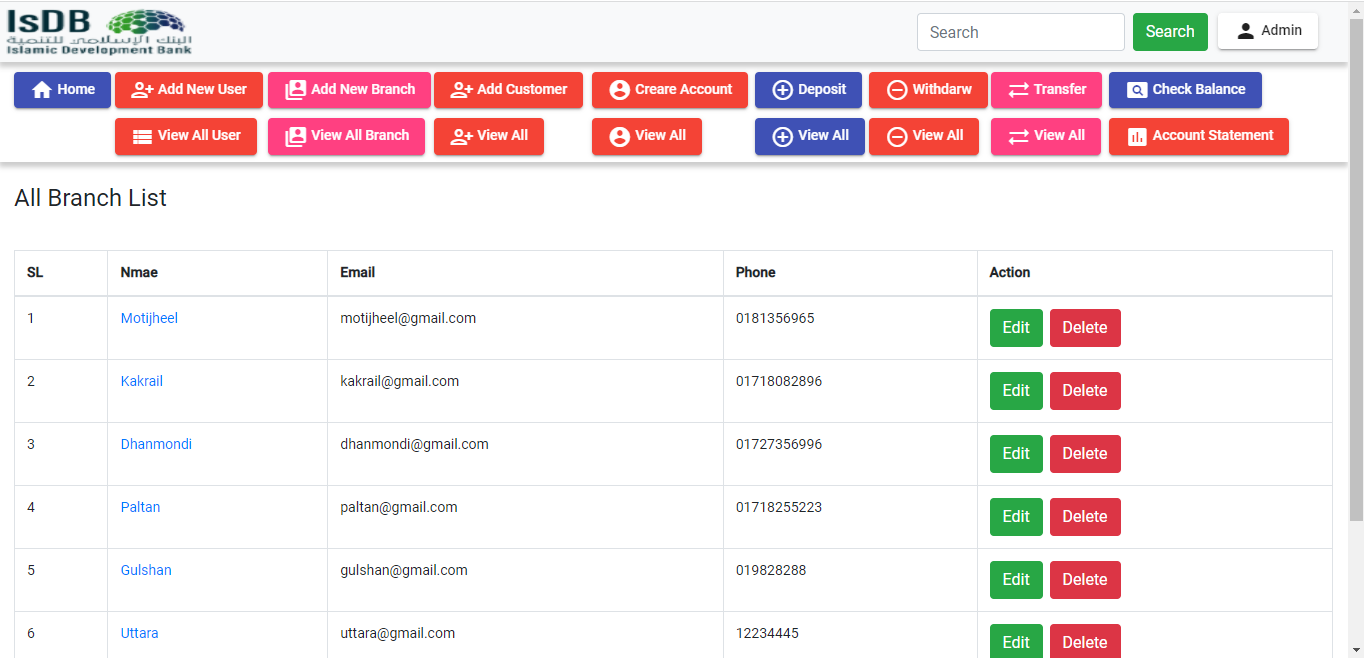 IsDB
البنك الإسلامي للتنمية
Islamic Development Bank
Search Search Admin
Home Add New User Add New Branch Add Customer Creare Account Deposit Withdarw Transfer Check Balance
View All User View All Branch View All View All View All View All View All Account Statement
All Branch List
SL Nmae Email Phone Action
1 Motijheel motijheel@gmail.com 0181356965 Edit Delete
2 Kakrail kakrail@gmail.com 01718082896 Edit Delete
3 Dhanmondi dhanmondi@gmail.com 01727356996 Edit Delete
4 Paltan paltan@gmail.com 01718255223 Edit Delete
5 Gulshan gulshan@gmail.com 019828288 Edit Delete
6 Uttara uttara@gmail.com 12234445 Edit Delete